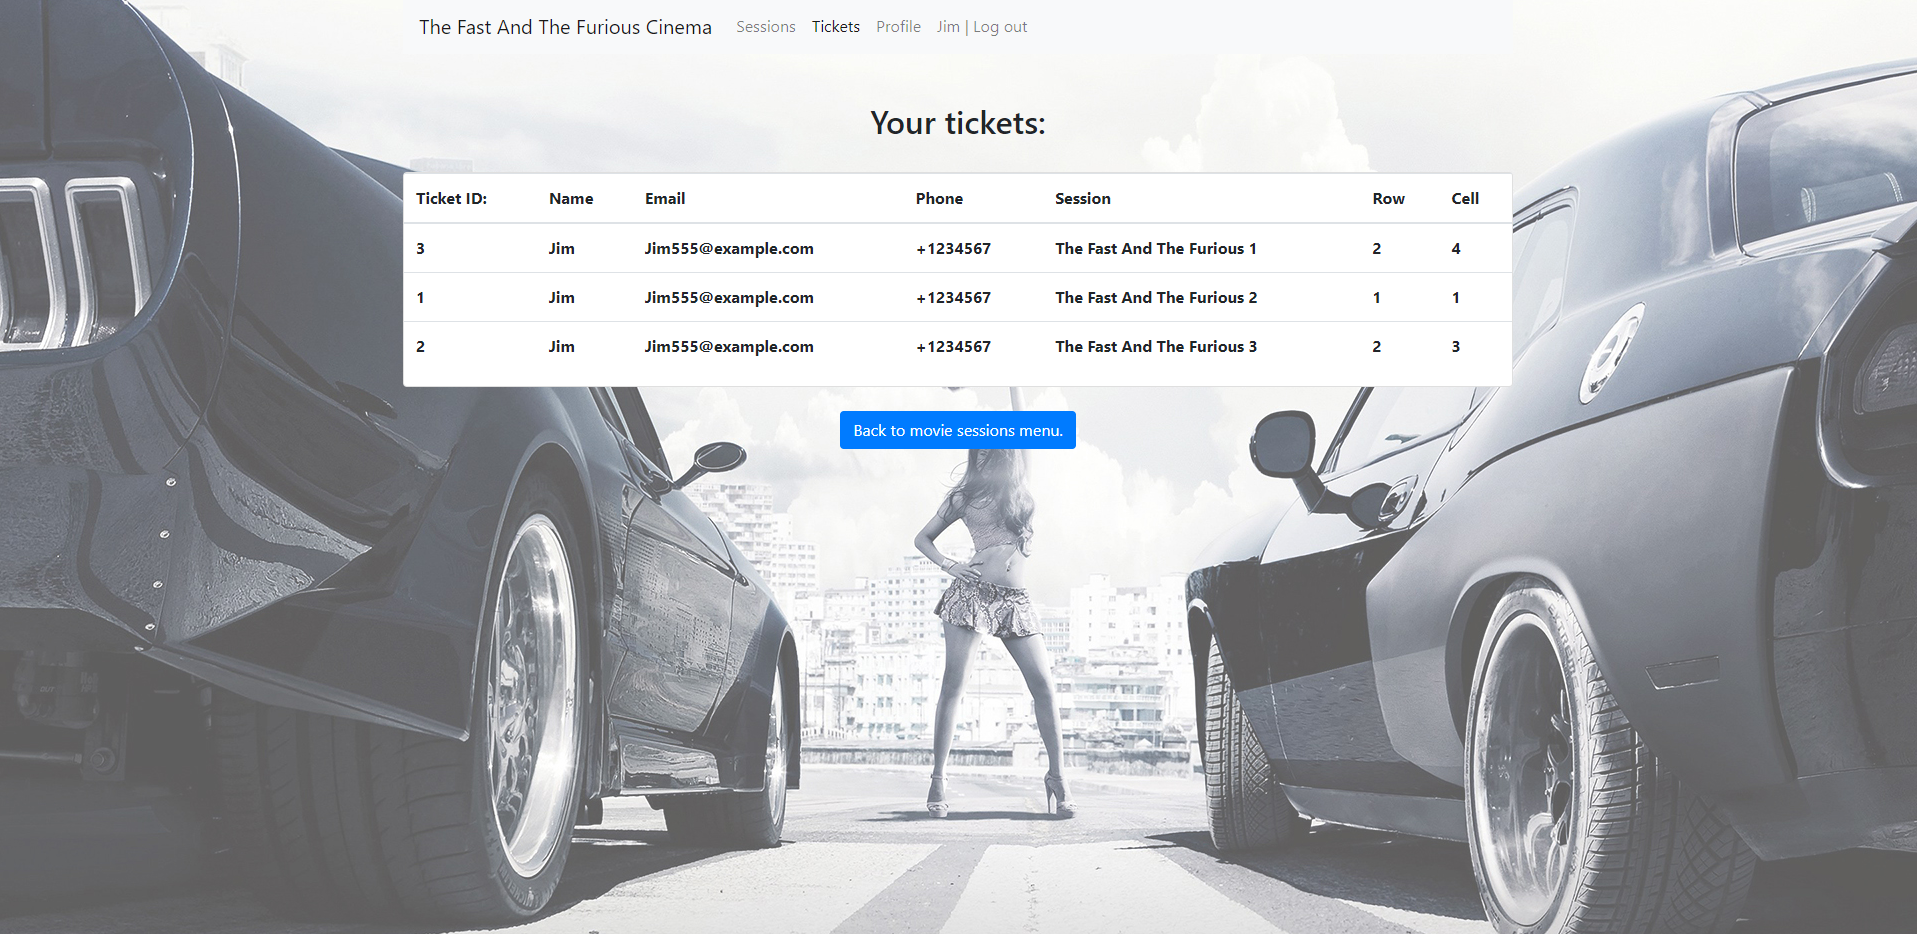 The Fast And The Furious Cinema Sessions Tickets Profile Jim | Log out
Your tickets:
Ticket ID: Name Email Phone Session Row Cell
3 Jim Jim555@example.com +1234567 The Fast And The Furious 1 2 4
1 Jim Jim555@example.com +1234567 The Fast And The Furious 2 1 1
2 Jim Jim555@example.com +1234567 The Fast And The Furious 3 2 3
Back to movie sessions menu.